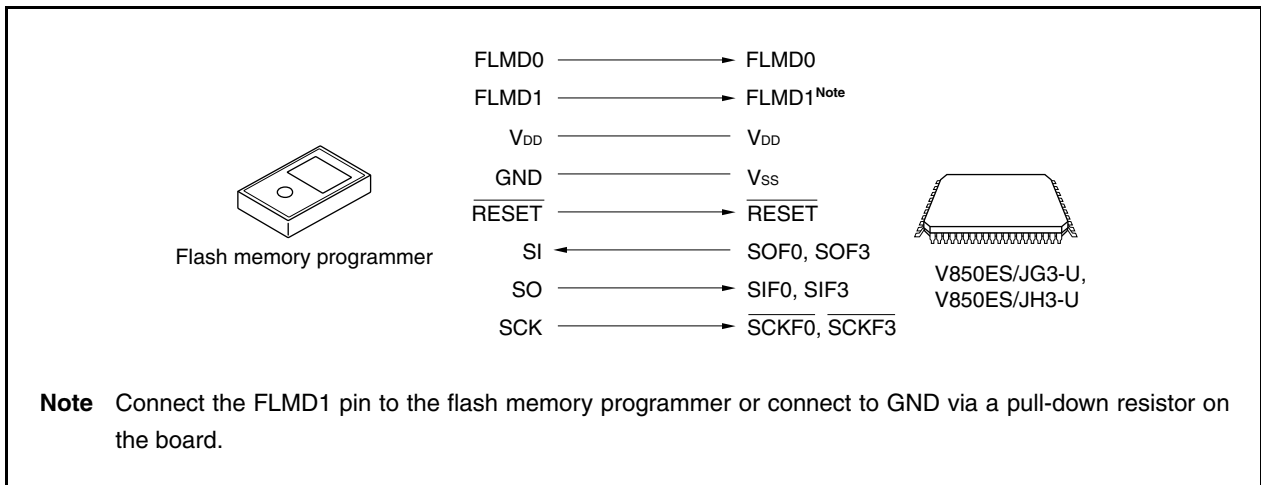 FLMD0 FLMD0
FLMD1 FLMD1Note
VDD VDD
GND VSS
RESET RESET
SI SOF0, SOF3
SO SIF0, SIF3
SCK SCKF0, SCKF3
Flash memory programmer
V850ES/JG3-U,
V850ES/JH3-U
Note Connect the FLMD1 pin to the flash memory programmer or connect to GND via a pull-down resistor on
the board.